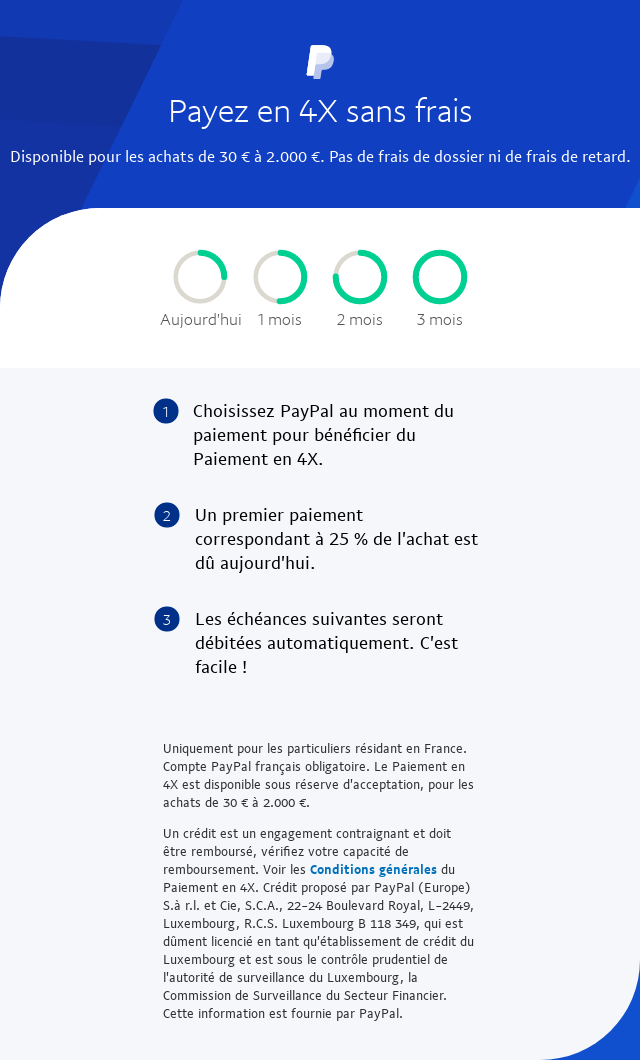 Payez en 4X sans frais
Disponible pour les achats de 30 € à 2.000 €. Pas de frais de dossier ni de frais de retard.
Aujourd'hui 1 mois 2 mois 3 mois
1 Choisissez PayPal au moment du
paiement pour bénéficier du
Paiement en 4X.
2 Un premier paiement
correspondant à 25 % de l'achat est
dû aujourd'hui.
3 Les échéances suivantes seront
débitées automatiquement. C'est
facile !
Uniquement pour les particuliers résidant en France.
Compte PayPal français obligatoire. Le Paiement en
4X est disponible sous réserve d'acceptation, pour les
achats de 30 € à 2.000 €.
Un crédit est un engagement contraignant et doit
être remboursé, vérifiez votre capacité de
remboursement. Voir les Conditions générales du
Paiement en 4X. Crédit proposé par PayPal (Europe)
S.à r.l. et Cie, S.C.A., 22-24 Boulevard Royal, L-2449,
Luxembourg, R.C.S. Luxembourg B 118 349, qui est
dûment licencié en tant qu'établissement de crédit du
Luxembourg et est sous le contrôle prudentiel de
l'autorité de surveillance du Luxembourg, la
Commission de Surveillance du Secteur Financier.
Cette information est fournie par PayPal.